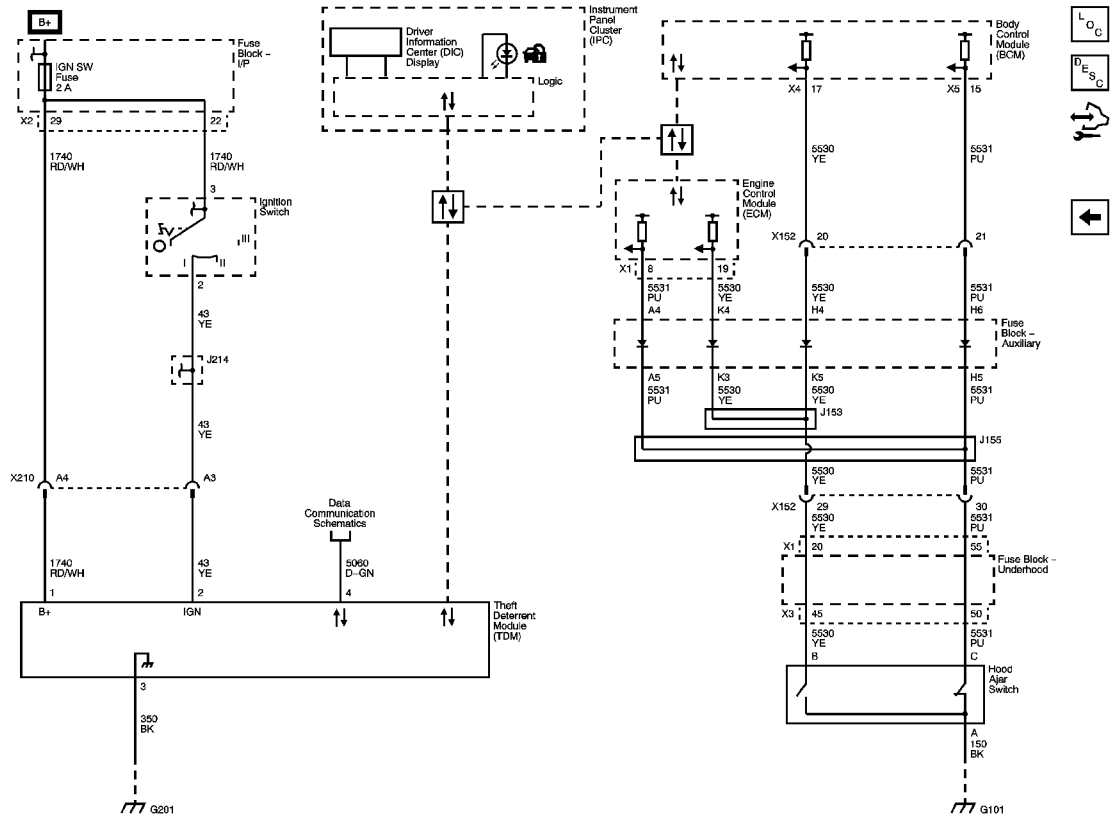 B+
Fuse
Block –
I/P
IGN SW
Fuse
2 A
X2
29
22
1740
RD/WH
1740
RD/WH
3
Ignition
Switch
I
II
III
2
43
YE
J214
43
YE
X210
A4
A3
1740
RD/WH
1
43
YE
2
Data
Communication
Schematics
5060
D–GN
4
B+
IGN
Theft
Deterrent
Module
(TDM)
3
350
BK
G201
Instrument
Panel
Cluster
(IPC)
Driver
Information
Center (DIC)
Display
Logic
Body
Control
Module
(BCM)
X4
17
X5
15
5530
YE
5531
PU
Engine
Control
Module
(ECM)
X1
8
19
X152
20
21
5531
PU
5530
YE
5530
YE
5531
PU
A4
K4
H4
H6
Fuse
Block –
Auxiliary
A5
K3
K5
H5
5531
PU
5530
YE
5530
YE
5531
PU
J153
J155
5530
YE
5531
PU
X152
29
30
5530
YE
5531
PU
X1
20
55
Fuse Block –
Underhood
X3
45
50
5530
YE
5531
PU
B
C
Hood
Ajar
Switch
A
150
BK
G101
L
O
C
D
E
S
C